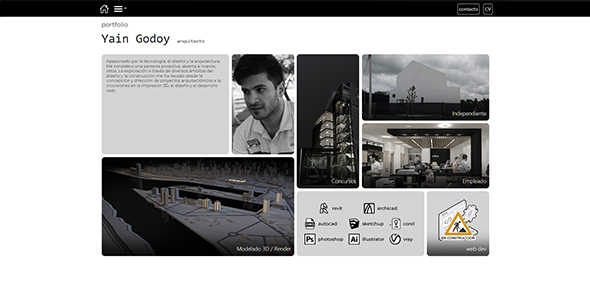 contacto CV
portfolio
Yain Godoy arquitecto
Apasionado por la tecnología, el diseño y la arquitectura.
Me considero una persona proactiva, abierta a nuevos
retos. La exploración a través de diversos ámbitos del
diseño y la construcción me ha llevado desde la
concepción y dirección de proyectos arquitectónicos a la
incursiones en la impresión 3D, el diseño y el desarrollo
web.
Independiente
Concursos
Empleado
Modelado 3D / Render
revit archicad
autocad sketchup corel
photoshop illustrator vray
EN CONSTRUCCION
web dev